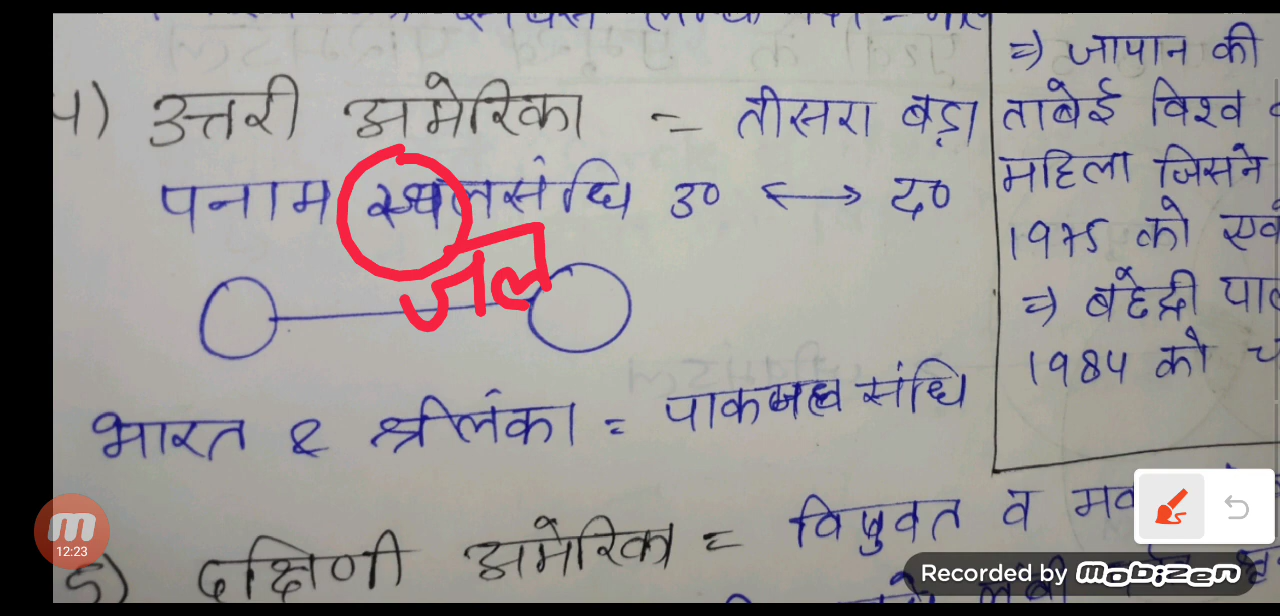 ४) उत्तरी अमेरिका - तीसरा बड़ा
पनाम स्थलसंधि उ० ↔ द०
जल
भारत & श्रीलंका = पाकजल संधि
5) दक्षिणी अमेरिका = विषुवत व
=) जापान की
ताबेई विश्व
महिला जिसने
1975 को
=) बछेंद्री
1984 को
12:23
Recorded by mobizen